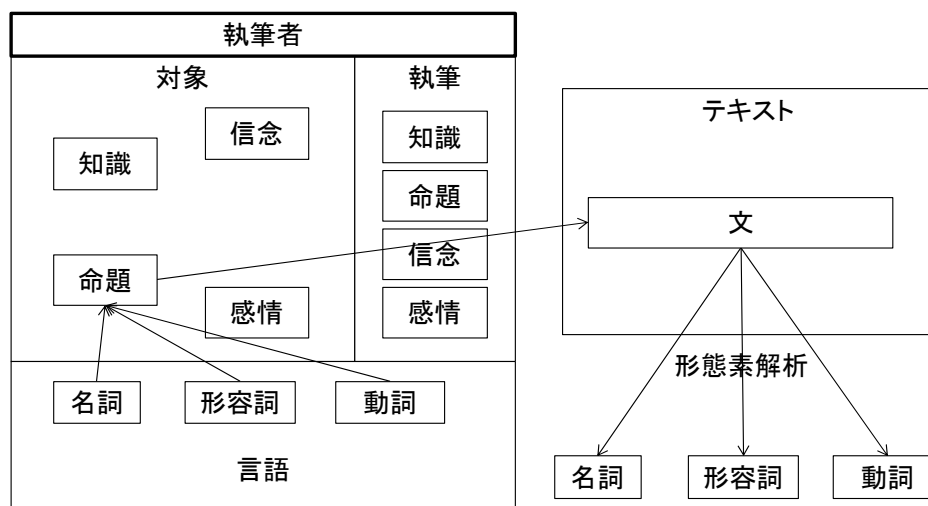 執筆者
対象
信念
知識
命題
感情
執筆
知識
命題
信念
感情
名詞
形容詞
動詞
言語
テキスト
文
形態素解析
名詞
形容詞
動詞